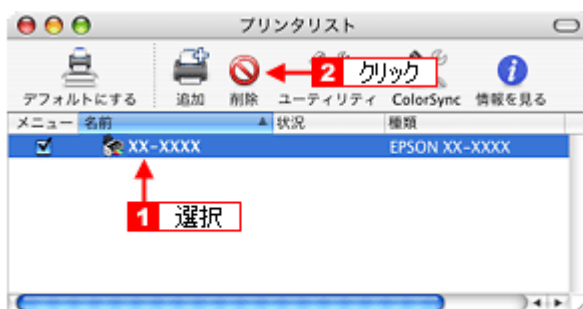 プリンタリスト
2 クリック
デフォルトにする 追加 削除 ユーティリティ ColorSync 情報を見る
メニュー 名前 状況 種類
XX-XXXX EPSON XX-XXXX
1 選択